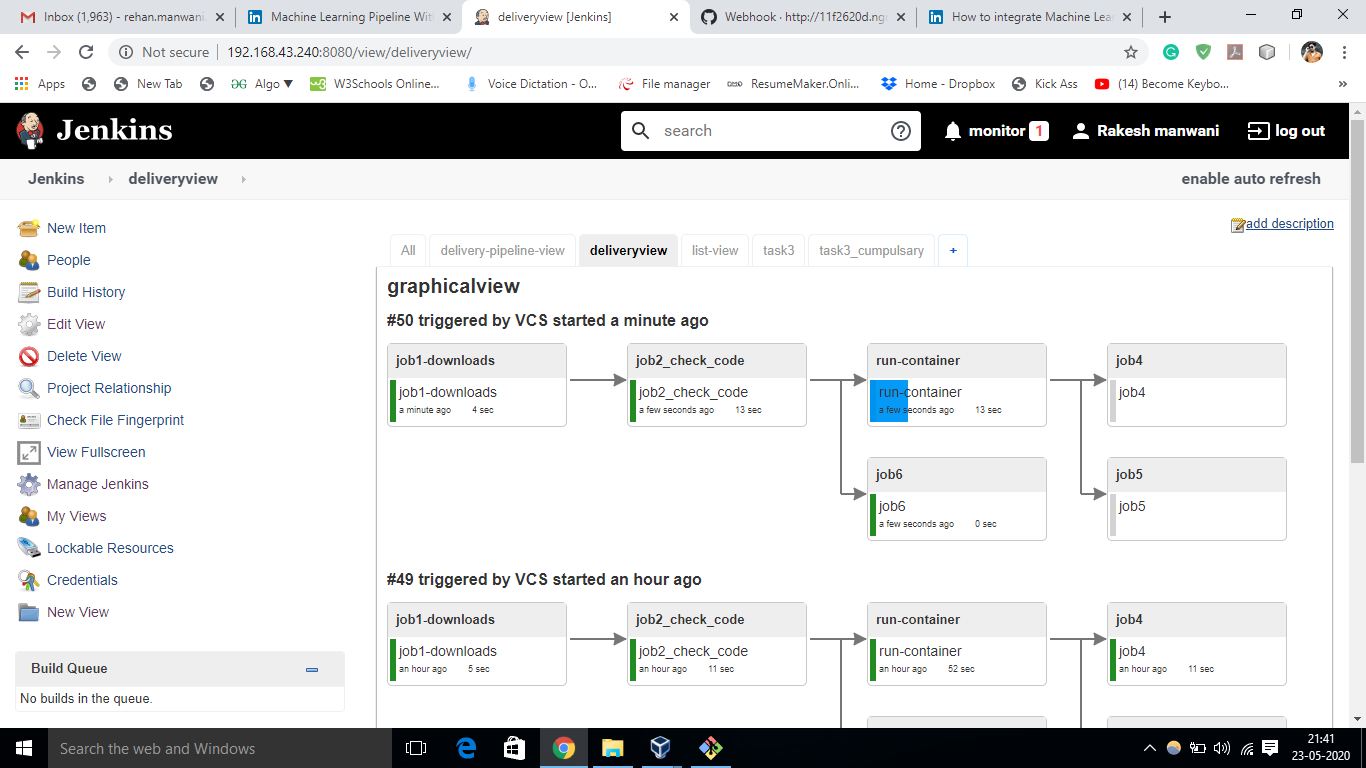 Inbox (1,963) - rehan.manwani.
Machine Learning Pipeline Wit
deliveryview [Jenkins]
Webhook · http://11f2620d.ng
How to integrate Machine Lea
Not secure
192.168.43.240:8080/view/deliveryview/
Apps
New Tab
Algo
W3Schools Online...
Voice Dictation - O...
File manager
ResumeMaker.Onli...
Home - Dropbox
Kick Ass
(14) Become Keybo...
»
Jenkins
search
monitor 1
Rakesh manwani
log out
Jenkins
deliveryview
enable auto refresh
add description
New Item
People
Build History
Edit View
Delete View
Project Relationship
Check File Fingerprint
View Fullscreen
Manage Jenkins
My Views
Lockable Resources
Credentials
New View
Build Queue
No builds in the queue.
All
delivery-pipeline-view
deliveryview
list-view
task3
task3_cumpulsary
+
graphicalview
#50 triggered by VCS started a minute ago
job1-downloads
job1-downloads
a minute ago 4 sec
job2_check_code
job2_check_code
a few seconds ago 13 sec
run-container
run-container
a few seconds ago 13 sec
job4
job4
job6
job6
a few seconds ago 0 sec
job5
job5
#49 triggered by VCS started an hour ago
job1-downloads
job1-downloads
an hour ago 5 sec
job2_check_code
job2_check_code
an hour ago 11 sec
run-container
run-container
an hour ago 52 sec
job4
job4
an hour ago 11 sec
Search the web and Windows
21:41
23-05-2020